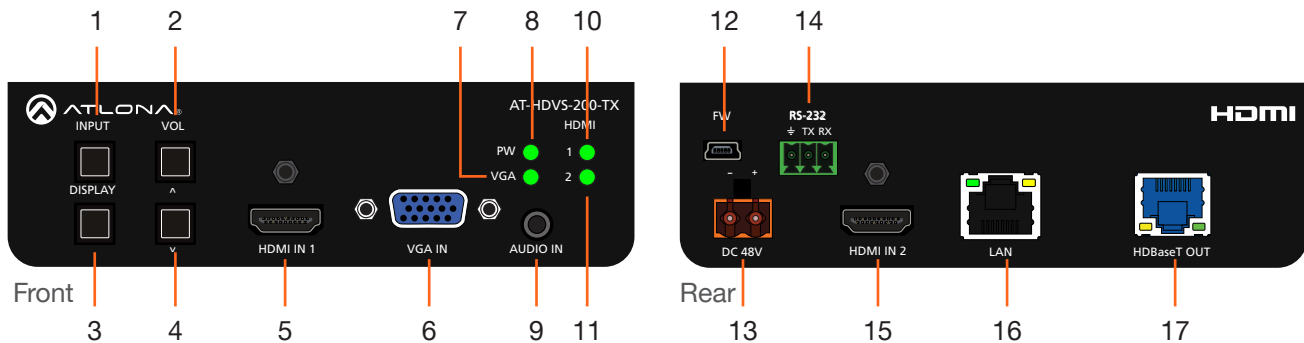 1 2 7 8 10 12 14
ATLONA® AT-HDVS-200-TX
INPUT VOL HDMI
PW 1
VGA 2
DISPLAY
HDMI IN 1 VGA IN AUDIO IN
Front
3 4 5 6 9 11
FW RS-232 HDMI
TX RX
- +
DC 48V HDMI IN 2 LAN HDBaseT OUT
Rear
13 15 16 17